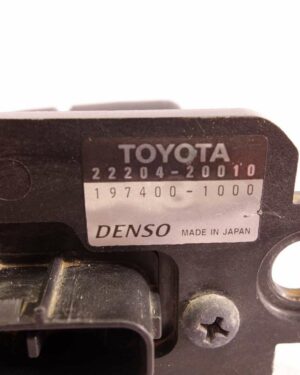 TOYOTA
22204-20010
197400-1000
DENSO MADE IN JAPAN